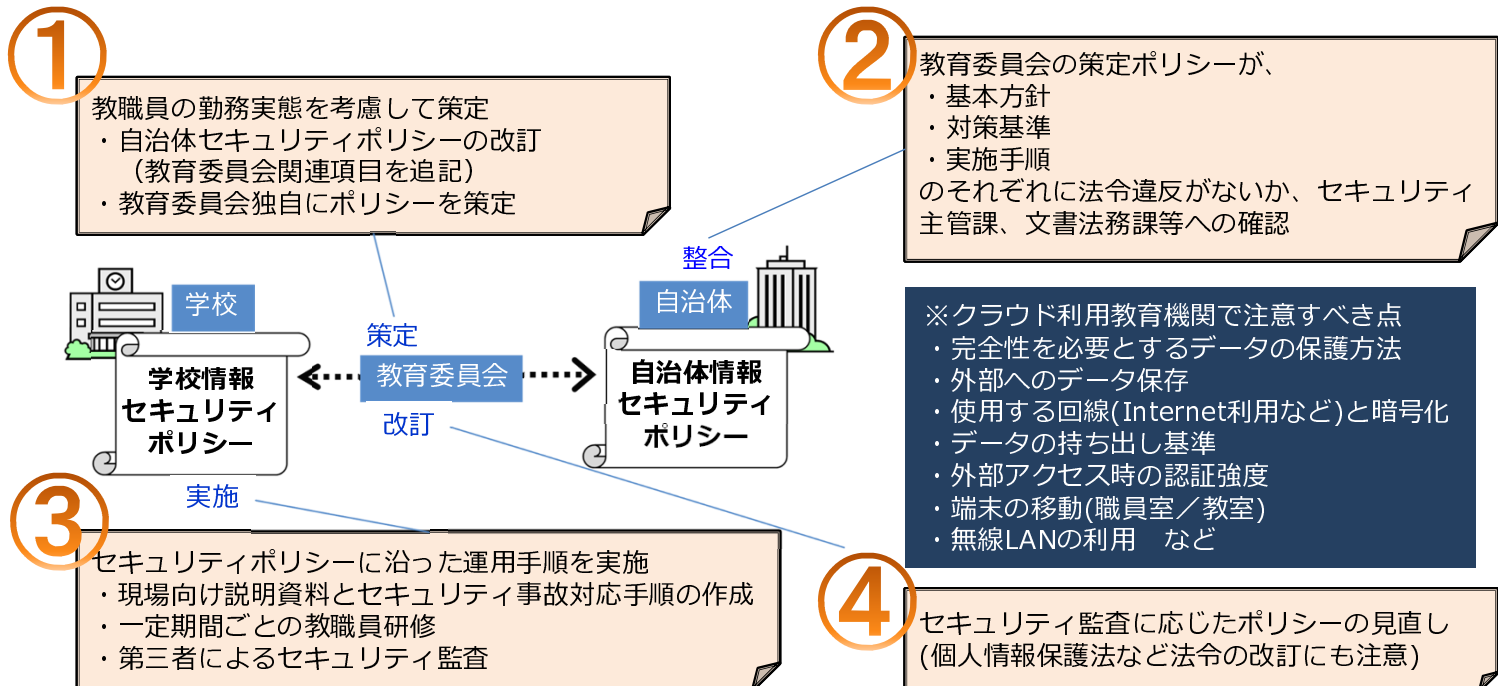 ①
教職員の勤務実態を考慮して策定
・自治体セキュリティポリシーの改訂
（教育委員会関連項目を追記）
・教育委員会独自にポリシーを策定
②
教育委員会の策定ポリシーが、
・基本方針
・対策基準
・実施手順
のそれぞれに法令違反がないか、セキュリティ
主管課、文書法務課等への確認
整合
学校
自治体
策定
教育委員会
改訂
学校情報
セキュリティ
ポリシー
自治体情報
セキュリティ
ポリシー
実施
※クラウド利用教育機関で注意すべき点
・完全性を必要とするデータの保護方法
・外部へのデータ保存
・使用する回線(Internet利用など)と暗号化
・データの持ち出し基準
・外部アクセス時の認証強度
・端末の移動(職員室／教室)
・無線LANの利用　など
③
セキュリティポリシーに沿った運用手順を実施
・現場向け説明資料とセキュリティ事故対応手順の作成
・一定期間ごとの教職員研修
・第三者によるセキュリティ監査
④
セキュリティ監査に応じたポリシーの見直し
(個人情報保護法など法令の改訂にも注意)